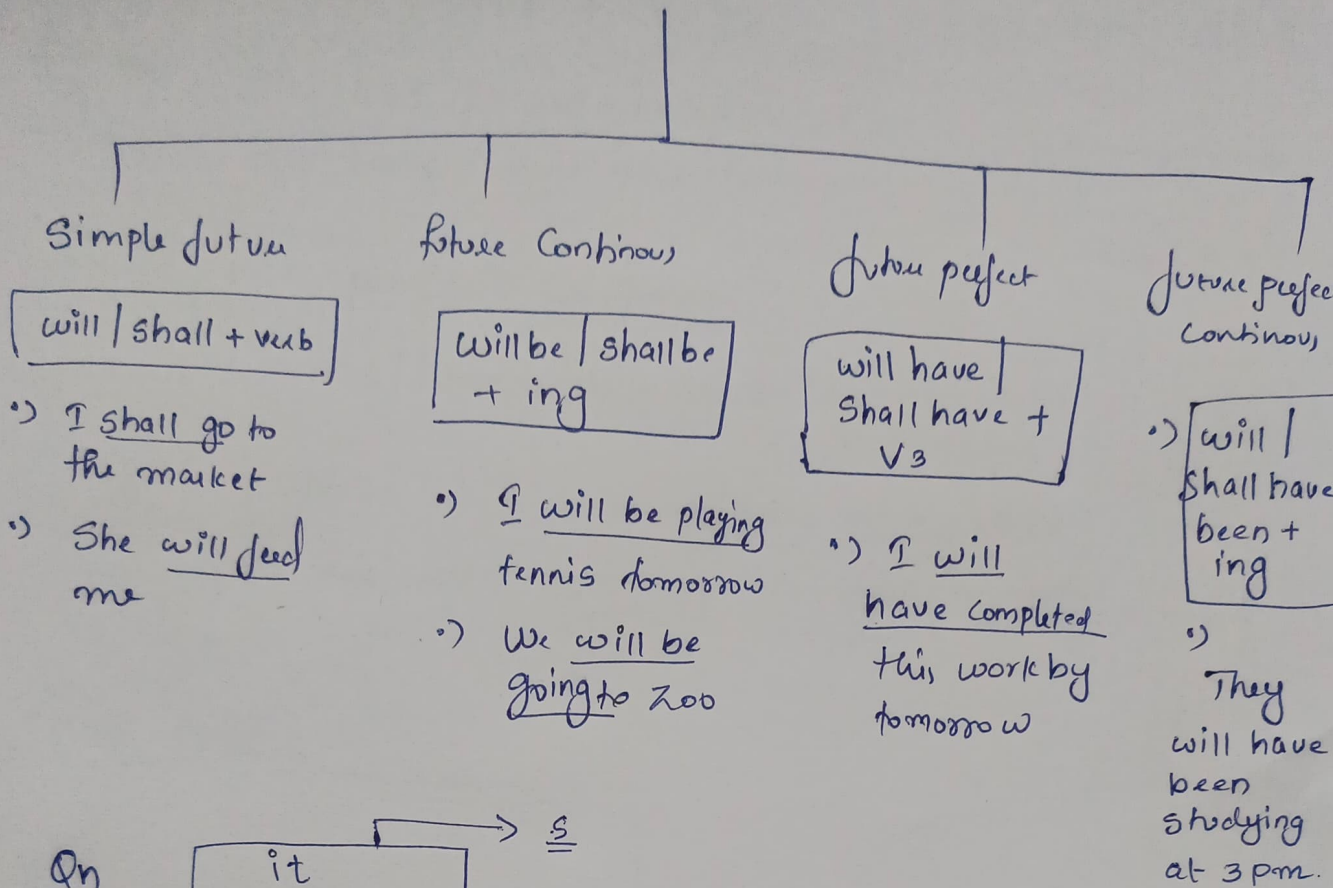 Simple future
will / shall + verb
•) I shall go to
the market
•) She will feed
me
future Continous
will be / shall be
+ ing
•) I will be playing
tennis tomorrow
•) We will be
going to Zoo
future perfect
will have /
Shall have +
V3
•) I will
have completed
this work by
tomorrow
future perfec
continous
•) will /
shall have
been +
ing
•)
They
will have
been
studying
at 3 pm.
→ s
Qn
it